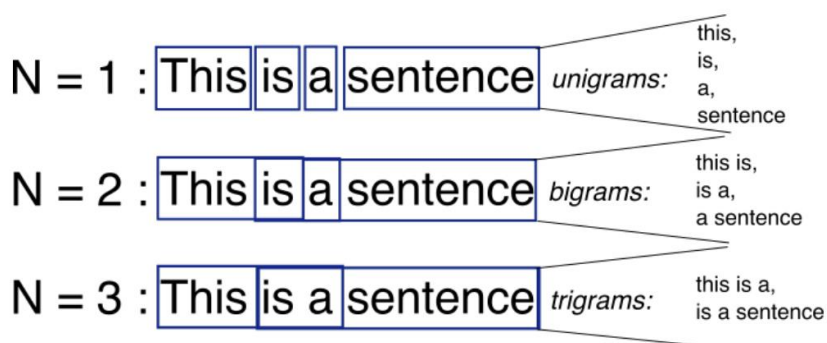 N = 1 : This is a sentence unigrams:
this,
is,
a,
sentence
N = 2 : This is a sentence bigrams:
this is,
is a,
a sentence
N = 3 : This is a sentence trigrams:
this is a,
is a sentence